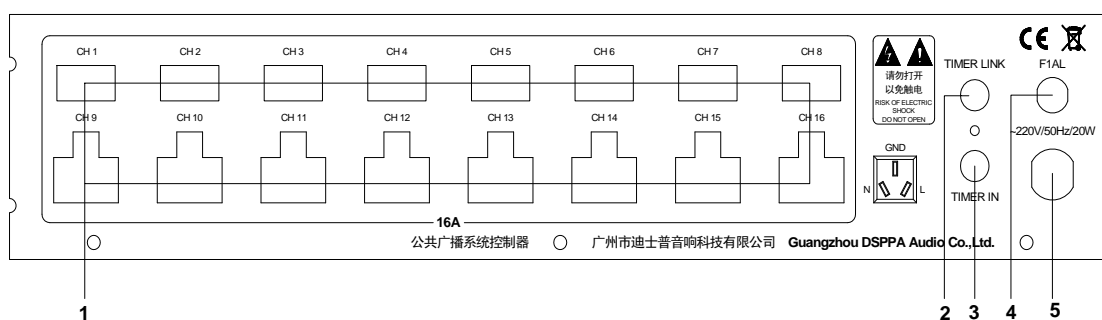 CH 1 CH 2 CH 3 CH 4 CH 5 CH 6 CH 7 CH 8
CH 9 CH 10 CH 11 CH 12 CH 13 CH 14 CH 15 CH 16
16A
请勿打开
以免触电
RISK OF ELECTRIC
SHOCK
DO NOT OPEN
GND
N L
CE
TIMER LINK
F1AL
~220V/50Hz/20W
TIMER IN
公共广播系统控制器 广州市迪士普音响科技有限公司 Guangzhou DSPPA Audio Co.,Ltd.
1 2 3 4 5